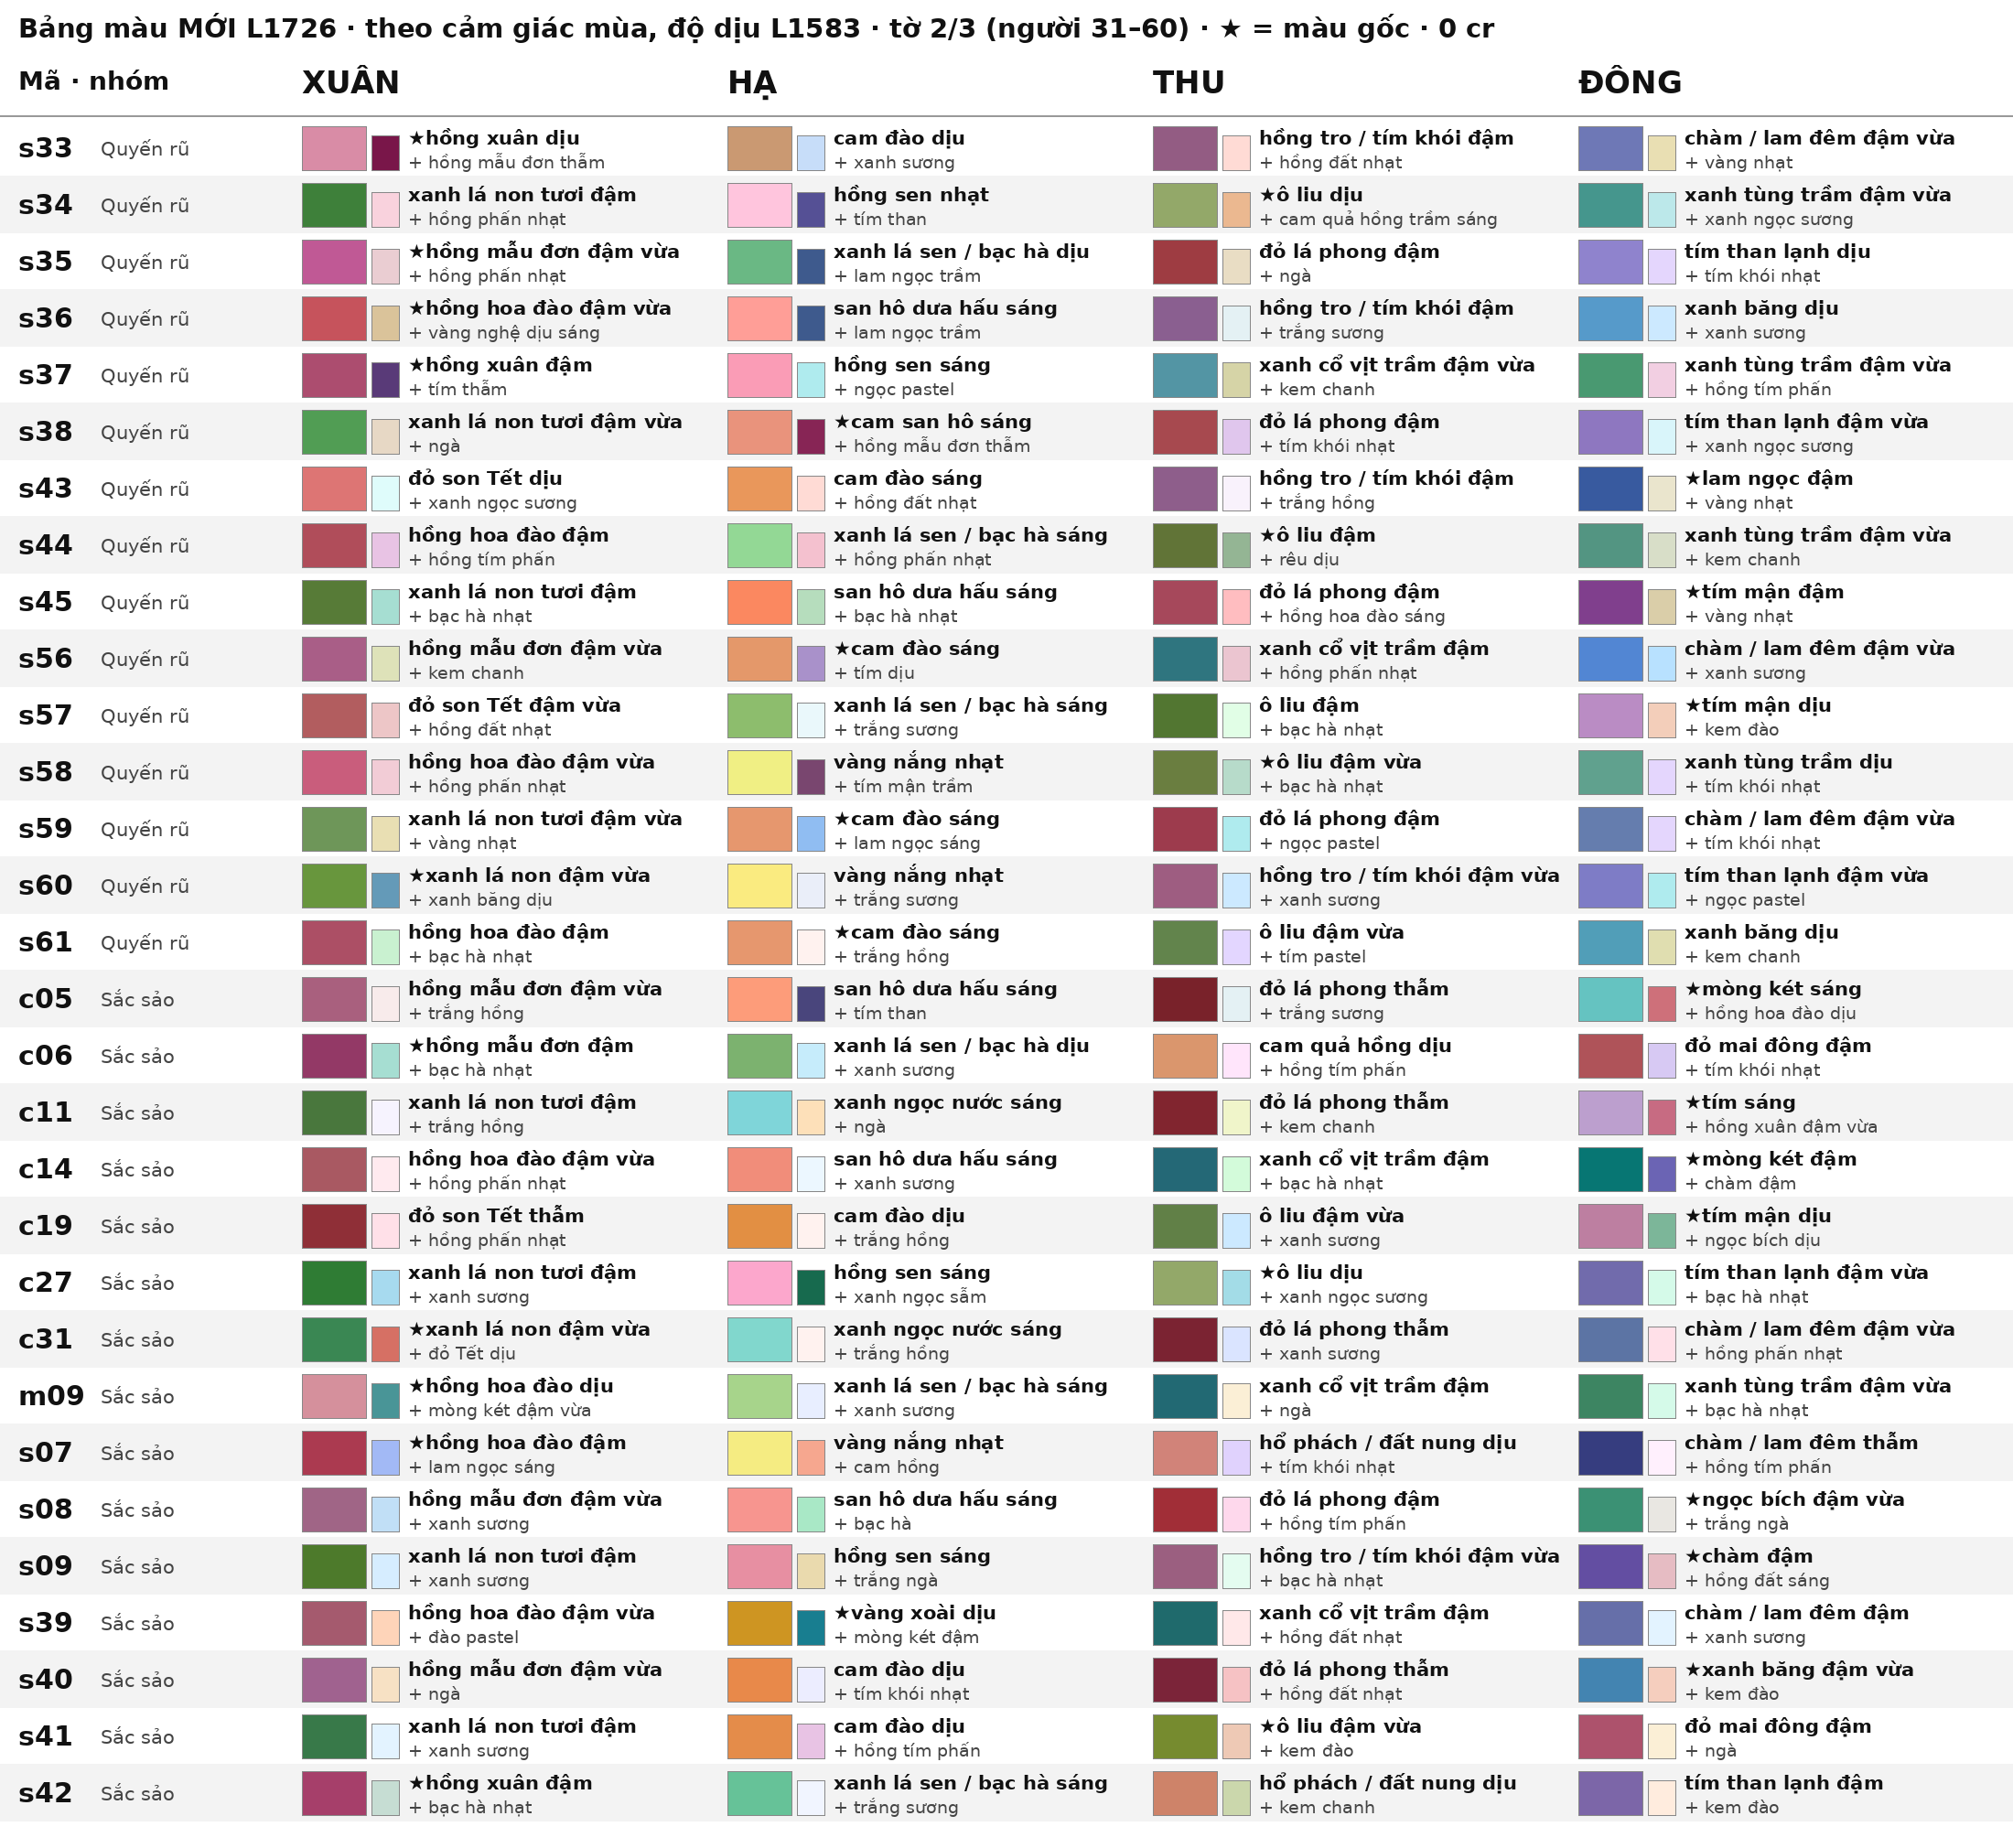 Bảng màu MỚI L1726 · theo cảm giác mùa, độ dịu L1583 · tờ 2/3 (người 31–60) · ★ = màu gốc · 0 cr
Mã · nhóm XUÂN HẠ THU ĐÔNG
s33 Quyến rũ ★hồng xuân dịu cam đào dịu hồng tro / tím khói đậm chàm / lam đêm đậm vừa
+ hồng mẫu đơn thẫm + xanh sương + hồng đất nhạt + vàng nhạt
s34 Quyến rũ xanh lá non tươi đậm hồng sen nhạt ★ô liu dịu xanh tùng trầm đậm vừa
+ hồng phấn nhạt + tím than + cam quả hồng trầm sáng + xanh ngọc sương
s35 Quyến rũ ★hồng mẫu đơn đậm vừa xanh lá sen / bạc hà dịu đỏ lá phong đậm tím than lạnh dịu
+ hồng phấn nhạt + lam ngọc trầm + ngà + tím khói nhạt
s36 Quyến rũ ★hồng hoa đào đậm vừa san hô dưa hấu sáng hồng tro / tím khói đậm xanh băng dịu
+ vàng nghệ dịu sáng + lam ngọc trầm + trắng sương + xanh sương
s37 Quyến rũ ★hồng xuân đậm hồng sen sáng xanh cổ vịt trầm đậm vừa xanh tùng trầm đậm vừa
+ tím thẫm + ngọc pastel + kem chanh + hồng tím phấn
s38 Quyến rũ xanh lá non tươi đậm vừa ★cam san hô sáng đỏ lá phong đậm tím than lạnh đậm vừa
+ ngà + hồng mẫu đơn thẫm + tím khói nhạt + xanh ngọc sương
s43 Quyến rũ đỏ son Tết dịu cam đào sáng hồng tro / tím khói đậm ★lam ngọc đậm
+ xanh ngọc sương + hồng đất nhạt + trắng hồng + vàng nhạt
s44 Quyến rũ hồng hoa đào đậm xanh lá sen / bạc hà sáng ★ô liu đậm xanh tùng trầm đậm vừa
+ hồng tím phấn + hồng phấn nhạt + rêu dịu + kem chanh
s45 Quyến rũ xanh lá non tươi đậm san hô dưa hấu sáng đỏ lá phong đậm ★tím mận đậm
+ bạc hà nhạt + bạc hà nhạt + hồng hoa đào sáng + vàng nhạt
s56 Quyến rũ hồng mẫu đơn đậm vừa ★cam đào sáng xanh cổ vịt trầm đậm chàm / lam đêm đậm vừa
+ kem chanh + tím dịu + hồng phấn nhạt + xanh sương
s57 Quyến rũ đỏ son Tết đậm vừa xanh lá sen / bạc hà sáng ô liu đậm ★tím mận dịu
+ hồng đất nhạt + trắng sương + bạc hà nhạt + kem đào
s58 Quyến rũ hồng hoa đào đậm vừa vàng nắng nhạt ★ô liu đậm vừa xanh tùng trầm dịu
+ hồng phấn nhạt + tím mận trầm + bạc hà nhạt + tím khói nhạt
s59 Quyến rũ xanh lá non tươi đậm vừa ★cam đào sáng đỏ lá phong đậm chàm / lam đêm đậm vừa
+ vàng nhạt + lam ngọc sáng + ngọc pastel + tím khói nhạt
s60 Quyến rũ ★xanh lá non đậm vừa vàng nắng nhạt hồng tro / tím khói đậm vừa tím than lạnh đậm vừa
+ xanh băng dịu + trắng sương + xanh sương + ngọc pastel
s61 Quyến rũ hồng hoa đào đậm ★cam đào sáng ô liu đậm vừa xanh băng dịu
+ bạc hà nhạt + trắng hồng + tím pastel + kem chanh
c05 Sắc sảo hồng mẫu đơn đậm vừa san hô dưa hấu sáng đỏ lá phong thẫm ★mòng két sáng
+ trắng hồng + tím than + trắng sương + hồng hoa đào dịu
c06 Sắc sảo ★hồng mẫu đơn đậm xanh lá sen / bạc hà dịu cam quả hồng dịu đỏ mai đông đậm
+ bạc hà nhạt + xanh sương + hồng tím phấn + tím khói nhạt
c11 Sắc sảo xanh lá non tươi đậm xanh ngọc nước sáng đỏ lá phong thẫm ★tím sáng
+ trắng hồng + ngà + kem chanh + hồng xuân đậm vừa
c14 Sắc sảo hồng hoa đào đậm vừa san hô dưa hấu sáng xanh cổ vịt trầm đậm ★mòng két đậm
+ hồng phấn nhạt + xanh sương + bạc hà nhạt + chàm đậm
c19 Sắc sảo đỏ son Tết thẫm cam đào dịu ô liu đậm vừa ★tím mận dịu
+ hồng phấn nhạt + trắng hồng + xanh sương + ngọc bích dịu
c27 Sắc sảo xanh lá non tươi đậm hồng sen sáng ★ô liu dịu tím than lạnh đậm vừa
+ xanh sương + xanh ngọc sẫm + xanh ngọc sương + bạc hà nhạt
c31 Sắc sảo ★xanh lá non đậm vừa xanh ngọc nước sáng đỏ lá phong thẫm chàm / lam đêm đậm vừa
+ đỏ Tết dịu + trắng hồng + xanh sương + hồng phấn nhạt
m09 Sắc sảo ★hồng hoa đào dịu xanh lá sen / bạc hà sáng xanh cổ vịt trầm đậm xanh tùng trầm đậm vừa
+ mòng két đậm vừa + xanh sương + ngà + bạc hà nhạt
s07 Sắc sảo ★hồng hoa đào đậm vàng nắng nhạt hổ phách / đất nung dịu chàm / lam đêm thẫm
+ lam ngọc sáng + cam hồng + tím khói nhạt + hồng tím phấn
s08 Sắc sảo hồng mẫu đơn đậm vừa san hô dưa hấu sáng đỏ lá phong đậm ★ngọc bích đậm vừa
+ xanh sương + bạc hà + hồng tím phấn + trắng ngà
s09 Sắc sảo xanh lá non tươi đậm hồng sen sáng hồng tro / tím khói đậm vừa ★chàm đậm
+ xanh sương + trắng ngà + bạc hà nhạt + hồng đất sáng
s39 Sắc sảo hồng hoa đào đậm vừa ★vàng xoài dịu xanh cổ vịt trầm đậm chàm / lam đêm đậm
+ đào pastel + mòng két đậm + hồng đất nhạt + xanh sương
s40 Sắc sảo hồng mẫu đơn đậm vừa cam đào dịu đỏ lá phong thẫm ★xanh băng đậm vừa
+ ngà + tím khói nhạt + hồng đất nhạt + kem đào
s41 Sắc sảo xanh lá non tươi đậm cam đào dịu ★ô liu đậm vừa đỏ mai đông đậm
+ xanh sương + hồng tím phấn + kem đào + ngà
s42 Sắc sảo ★hồng xuân đậm xanh lá sen / bạc hà sáng hổ phách / đất nung dịu tím than lạnh đậm
+ bạc hà nhạt + trắng sương + kem chanh + kem đào